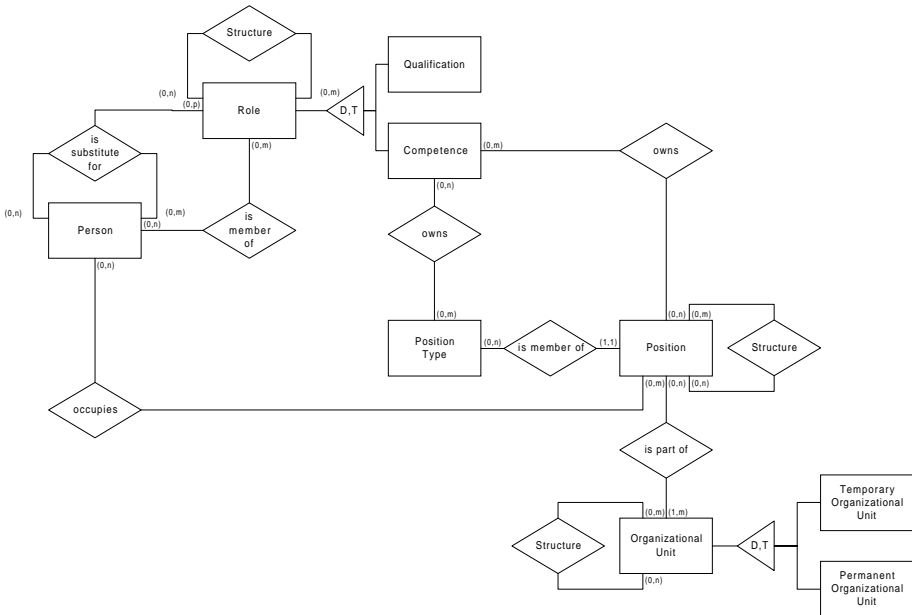 Structure
Qualification
(0,n)
(0,p)
Role
(0,m)
D,T
(0,m)
is
substitute
for
Competence
(0,m)
owns
(0,n)
(0,n)
(0,m)
Person
(0,n)
is
member
of
owns
(0,n)
(0,m)
(0,n)
(0,m)
Position
Type
(0,n)
is member of
(1,1)
Position
Structure
(0,m)
(0,n)
(0,n)
occupies
is part of
Temporary
Organizational
Unit
(0,m)
(1,m)
Structure
Organizational
Unit
D,T
(0,n)
Permanent
Organizational
Unit